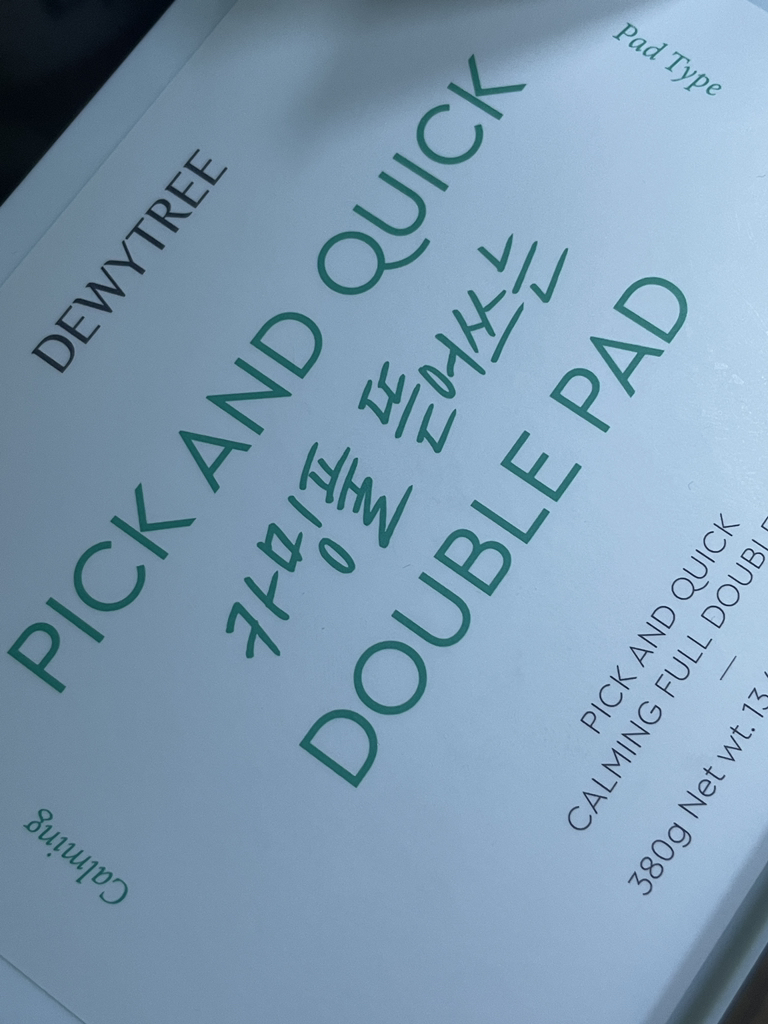 DEWYTREE
Pad Type
PICK AND QUICK
카밍풀 뜯어쓰는
DOUBLE PAD
Calming
PICK AND QUICK
CALMING FULL
380g Net wt.